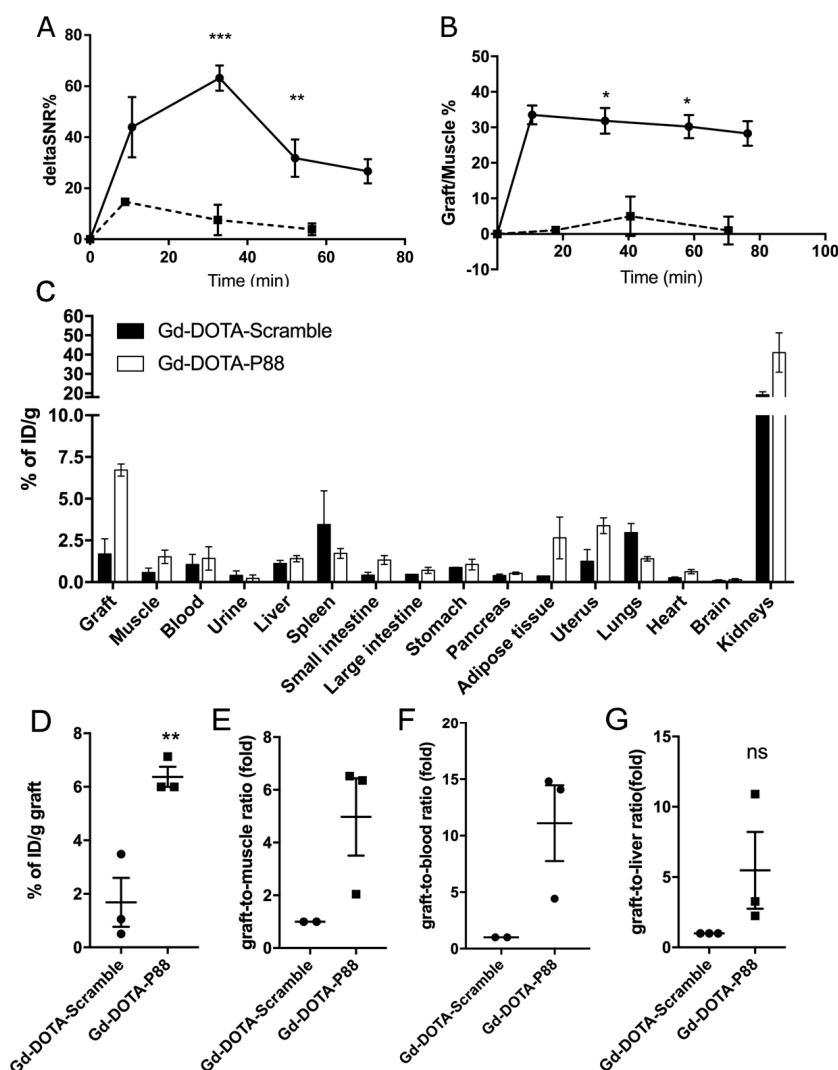 A
B
***
**
deltaSNR%
80
60
40
20
0
0 20 40 60 80
Time (min)
*
*
Graft/Muscle %
50
40
30
20
10
0
-10
20 40 60 80 100
Time (min)
C
Gd-DOTA-Scramble
Gd-DOTA-P88
% of ID/g
60
50
40
30
20
10
10.0
7.5
5.0
2.5
0.0
Graft
Muscle
Blood
Urine
Liver
Spleen
Small intestine
Large intestine
Stomach
Pancreas
Adipose tissue
Uterus
Lungs
Heart
Brain
Kidneys
D
% of ID/g graft
8
6
4
2
0
**
Gd-DOTA-Scramble
Gd-DOTA-P88
E
graft-to-muscle ratio (fold)
8
6
4
2
0
Gd-DOTA-Scramble
Gd-DOTA-P88
F
graft-to-blood ratio (fold)
20
15
10
5
0
Gd-DOTA-Scramble
Gd-DOTA-P88
G
graft-to-liver ratio(fold)
15
10
5
0
ns
Gd-DOTA-Scramble
Gd-DOTA-P88